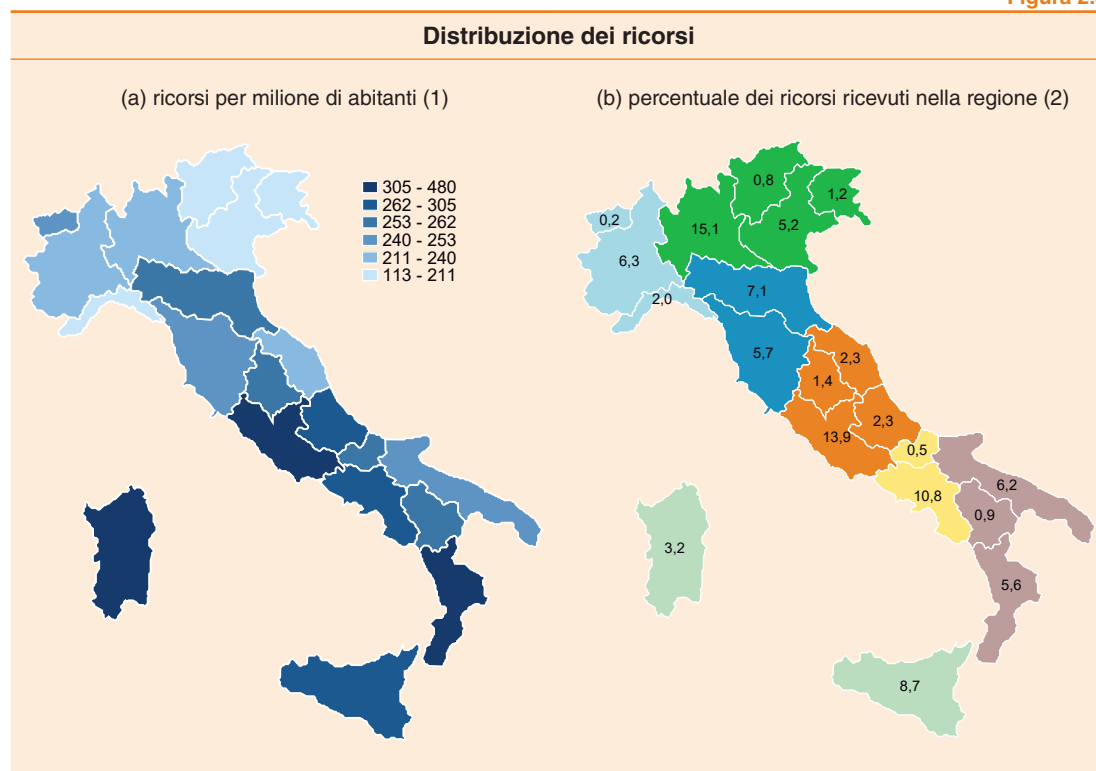 Figura 2.
Distribuzione dei ricorsi
(a) ricorsi per milione di abitanti (1)
305 - 480
262 - 305
253 - 262
240 - 253
211 - 240
113 - 211
(b) percentuale dei ricorsi ricevuti nella regione (2)
0,8
1,2
0,2
15,1
5,2
6,3
2,0
7,1
5,7
2,3
1,4
2,3
13,9
0,5
6,2
10,8
0,9
3,2
5,6
8,7